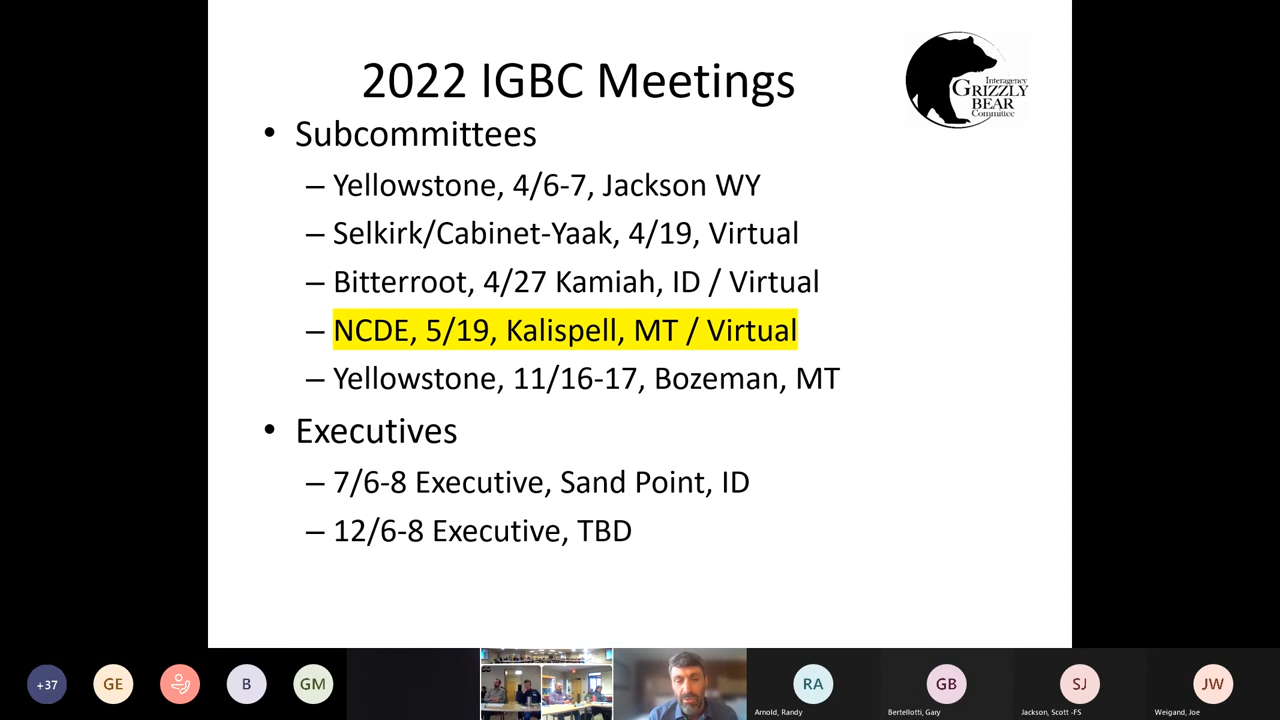 2022 IGBC Meetings
Interagency
GRIZZLY
BEAR
Committee
• Subcommittees
– Yellowstone, 4/6-7, Jackson WY
– Selkirk/Cabinet-Yaak, 4/19, Virtual
– Bitterroot, 4/27 Kamiah, ID / Virtual
– NCDE, 5/19, Kalispell, MT / Virtual
– Yellowstone, 11/16-17, Bozeman, MT
• Executives
– 7/6-8 Executive, Sand Point, ID
– 12/6-8 Executive, TBD
+37
GE
B
GM
RA
GB
SJ
JW
Arnold, Randy
Bertellotti, Gary
Jackson, Scott -FS
Weigand, Joe